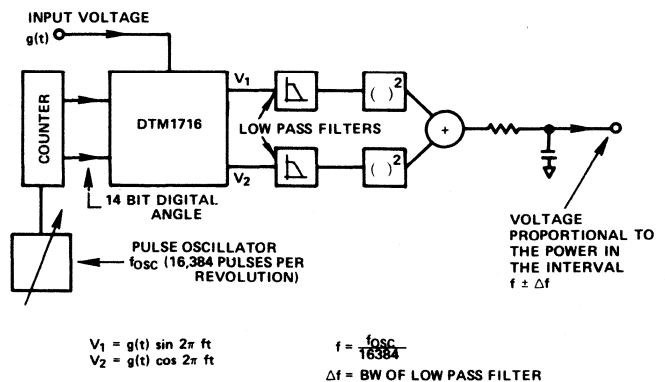 INPUT VOLTAGE
g(t)
COUNTER
DTM1716
V1
V2
LOW PASS FILTERS
( )²
( )²
+
14 BIT DIGITAL
ANGLE
PULSE OSCILLATOR
fOSC (16,384 PULSES PER
REVOLUTION)
VOLTAGE
PROPORTIONAL TO
THE POWER IN
THE INTERVAL
f ± Δf
V1 = g(t) sin 2π ft
V2 = g(t) cos 2π ft
f = fOSC
16384
Δf = BW OF LOW PASS FILTER